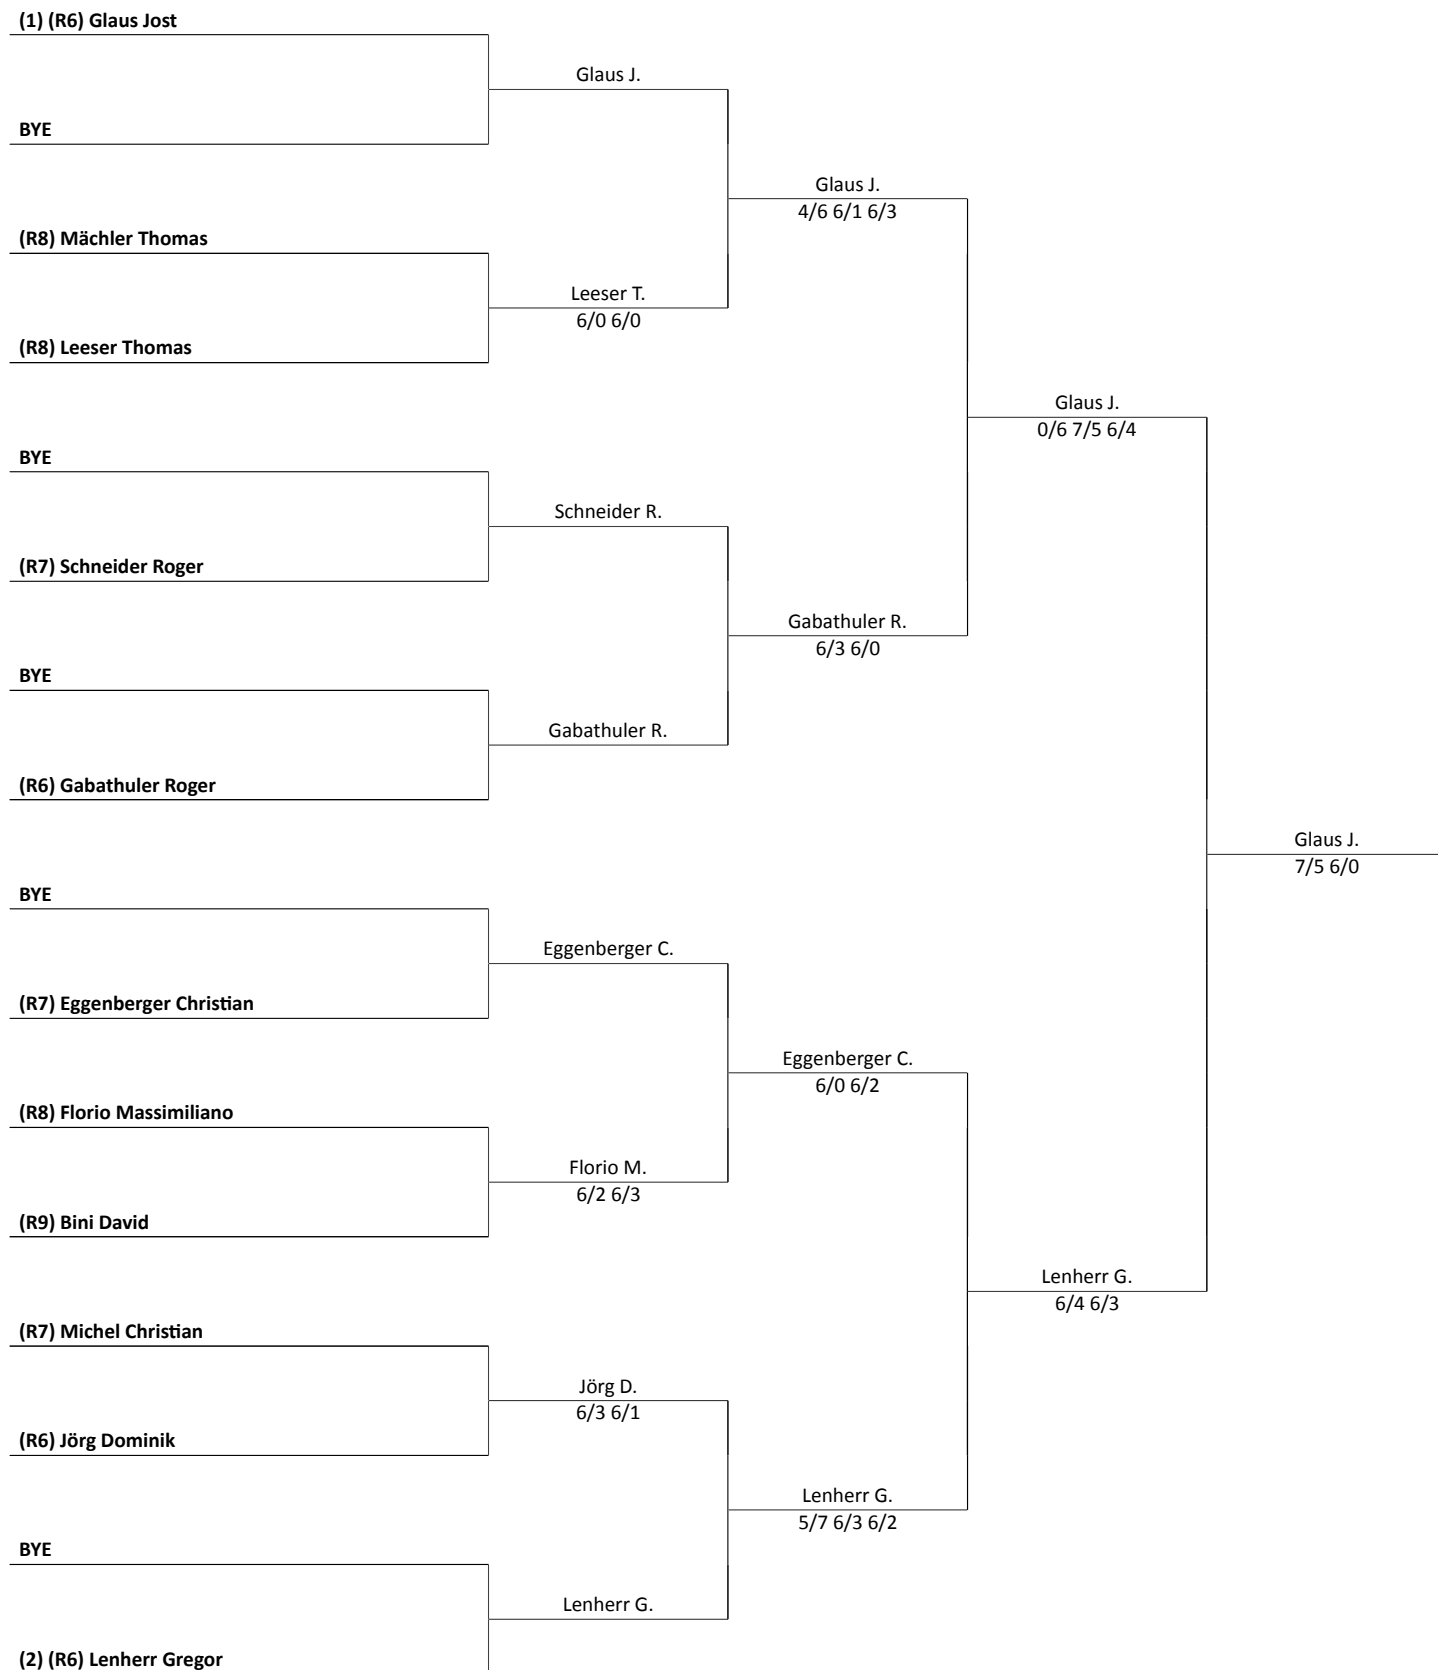 (1) (R6) Glaus Jost
Glaus J.
BYE
Glaus J.
4/6 6/1 6/3
(R8) Mächler Thomas
Leeser T.
6/0 6/0
(R8) Leeser Thomas
Glaus J.
0/6 7/5 6/4
BYE
Schneider R.
(R7) Schneider Roger
Gabathuler R.
6/3 6/0
BYE
Gabathuler R.
(R6) Gabathuler Roger
Glaus J.
7/5 6/0
BYE
Eggenberger C.
(R7) Eggenberger Christian
Eggenberger C.
6/0 6/2
(R8) Florio Massimiliano
Florio M.
6/2 6/3
(R9) Bini David
Lenherr G.
6/4 6/3
(R7) Michel Christian
Jörg D.
6/3 6/1
(R6) Jörg Dominik
Lenherr G.
5/7 6/3 6/2
BYE
Lenherr G.
(2) (R6) Lenherr Gregor